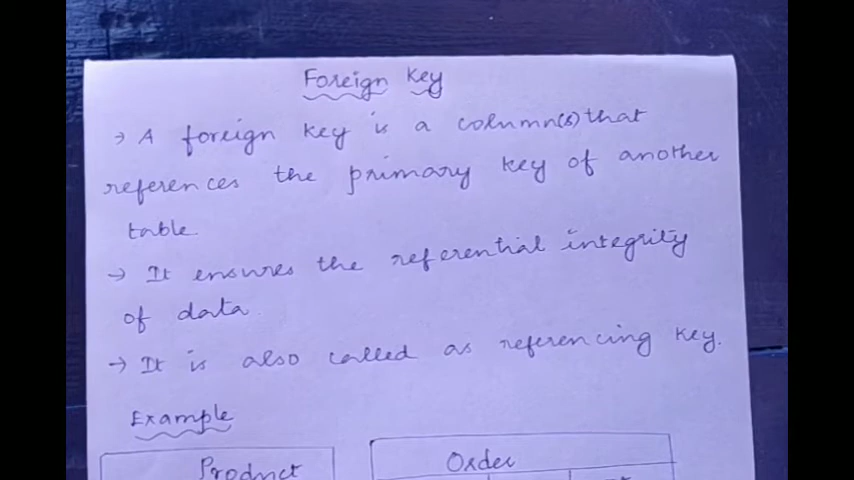 Foreign Key
→ A foreign key is a column(s) that
references the primary key of another
table.
→ It ensures the referential integrity
of data.
→ It is also called as referencing key.
Example
Product
Order